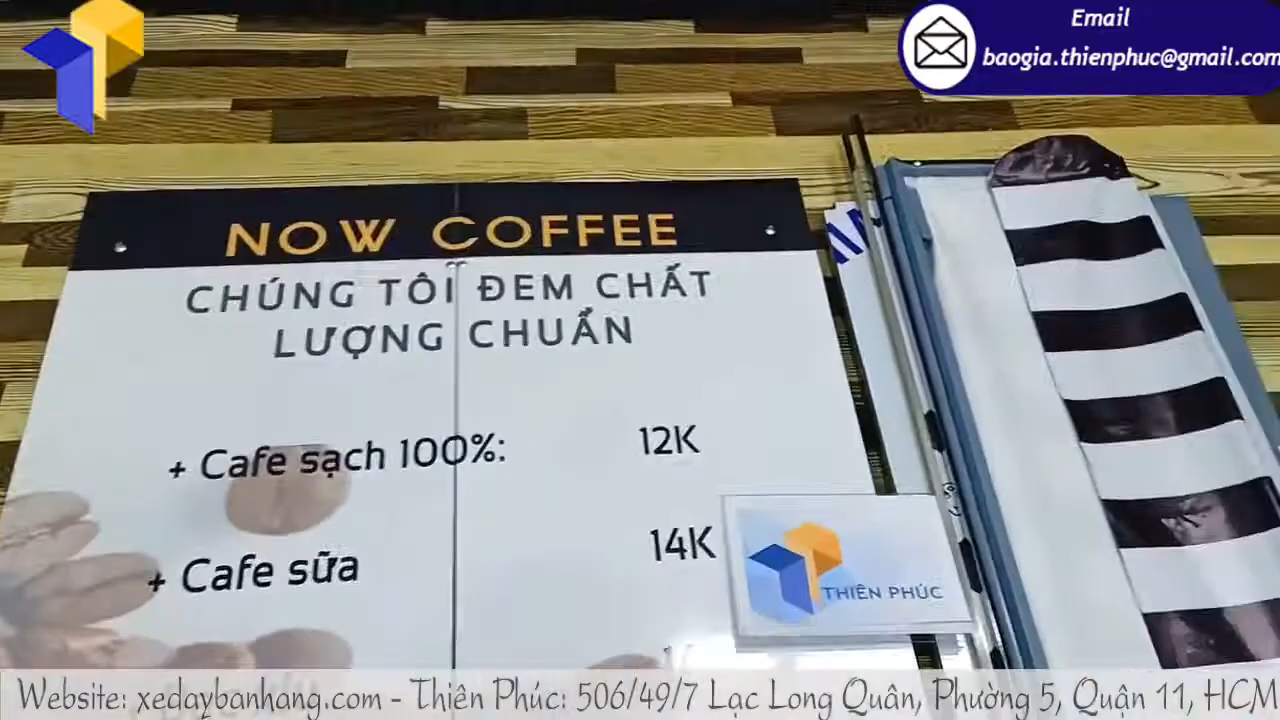 Email
baogia.thienphuc@gmail.com
NOW COFFEE
CHÚNG TÔI ĐEM CHẤT
LƯỢNG CHUẨN
+ Cafe sạch 100%: 12K
+ Cafe sữa 14K
THIÊN PHÚC
Website: xedaybanhang.com - Thiên Phúc: 506/49/7 Lạc Long Quân, Phường 5, Quận 11, HCM